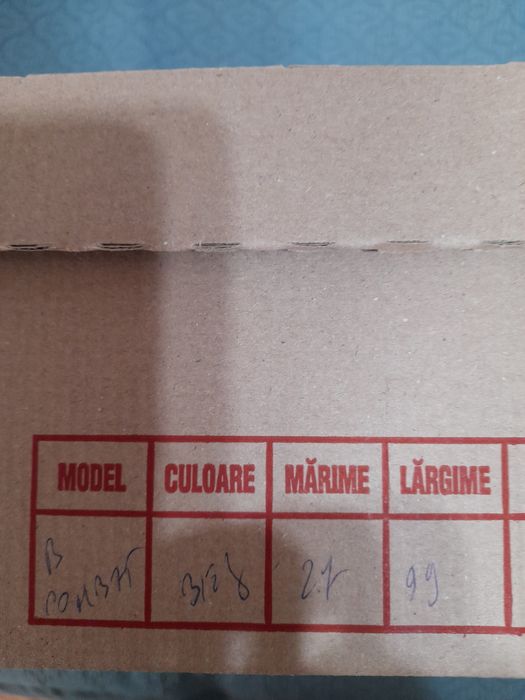 MODEL CULOARE MĂRIME LĂRGIME
B BEJ 27 99
COMBAT